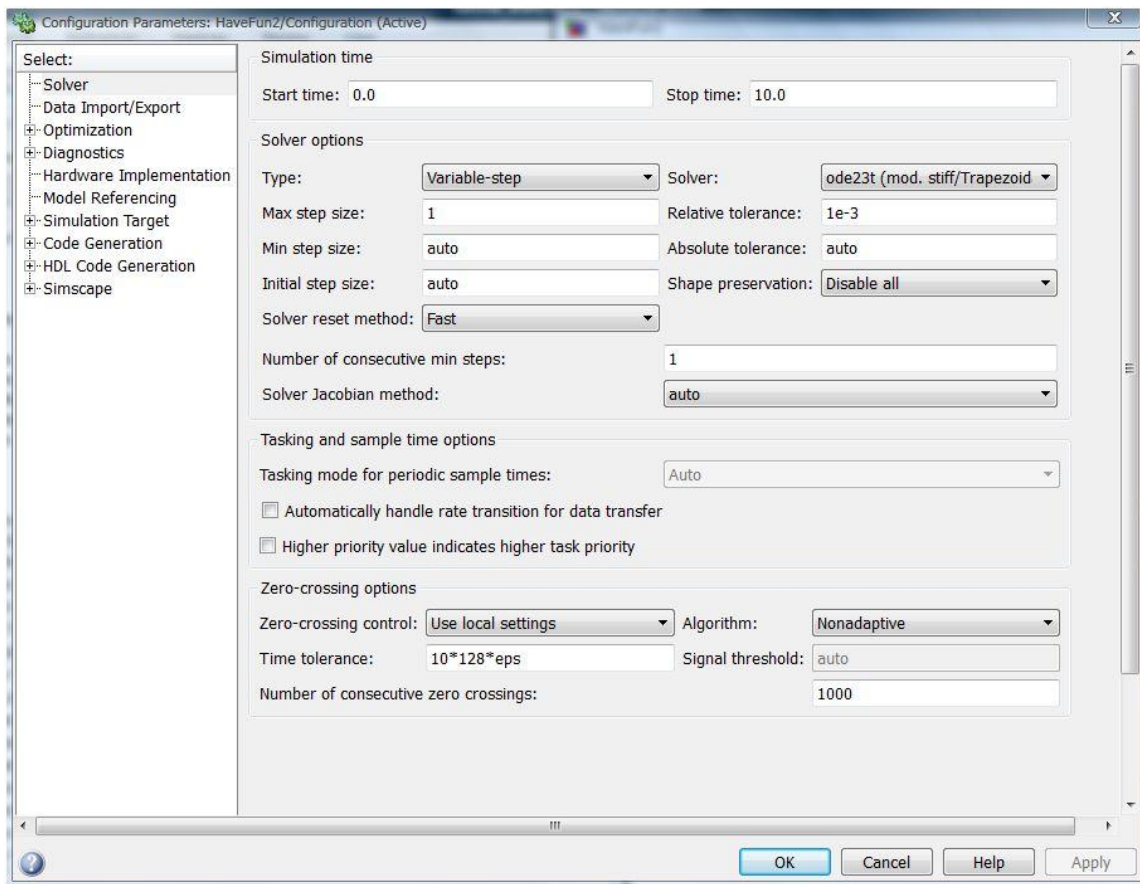 Configuration Parameters: HaveFun2/Configuration (Active)
Select:
Solver
Data Import/Export
Optimization
Diagnostics
Hardware Implementation
Model Referencing
Simulation Target
Code Generation
HDL Code Generation
Simscape
Simulation time
Start time: 0.0 Stop time: 10.0
Solver options
Type: Variable-step Solver: ode23t (mod. stiff/Trapezoid
Max step size: 1 Relative tolerance: 1e-3
Min step size: auto Absolute tolerance: auto
Initial step size: auto Shape preservation: Disable all
Solver reset method: Fast
Number of consecutive min steps: 1
Solver Jacobian method: auto
Tasking and sample time options
Tasking mode for periodic sample times: Auto
Automatically handle rate transition for data transfer
Higher priority value indicates higher task priority
Zero-crossing options
Zero-crossing control: Use local settings Algorithm: Nonadaptive
Time tolerance: 10*128*eps Signal threshold: auto
Number of consecutive zero crossings: 1000
OK Cancel Help Apply